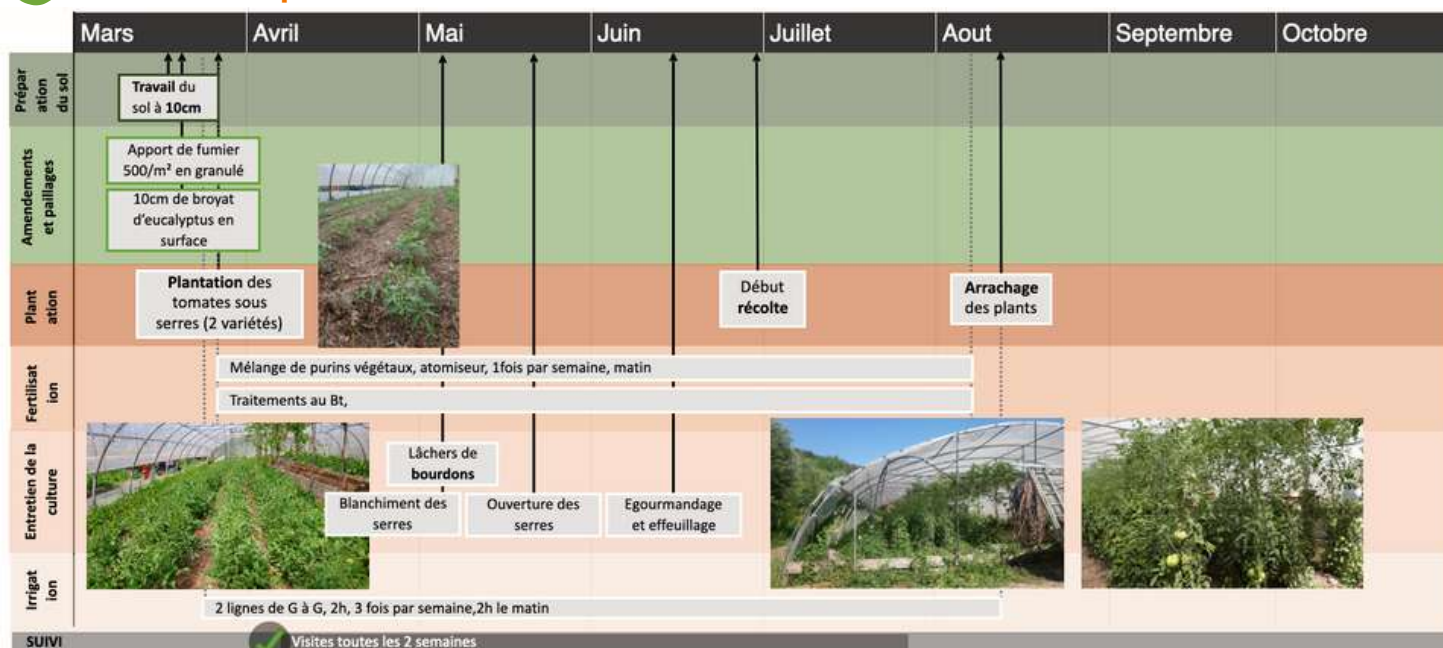 Mars Avril Mai Juin Juillet Aout Septembre Octobre
Prépar
ation
du sol
Travail du
sol à 10cm
Amendements
et paillages
Apport de fumier
500/m² en granulé
10cm de broyat
d'eucalyptus en
surface
Plant
ation
Plantation des
tomates sous
serres (2 variétés)
Début
récolte
Arrachage
des plants
Fertilisat
ion
Mélange de purins végétaux, atomiseur, 1fois par semaine, matin
Traitements au Bt,
Entretien de la
culture
Lâchers de
bourdons
Blanchiment des
serres
Ouverture des
serres
Egourmandage
et effeuillage
Irrigat
ion
2 lignes de G à G, 2h, 3 fois par semaine,2h le matin
SUIVI
Visites toutes les 2 semaines